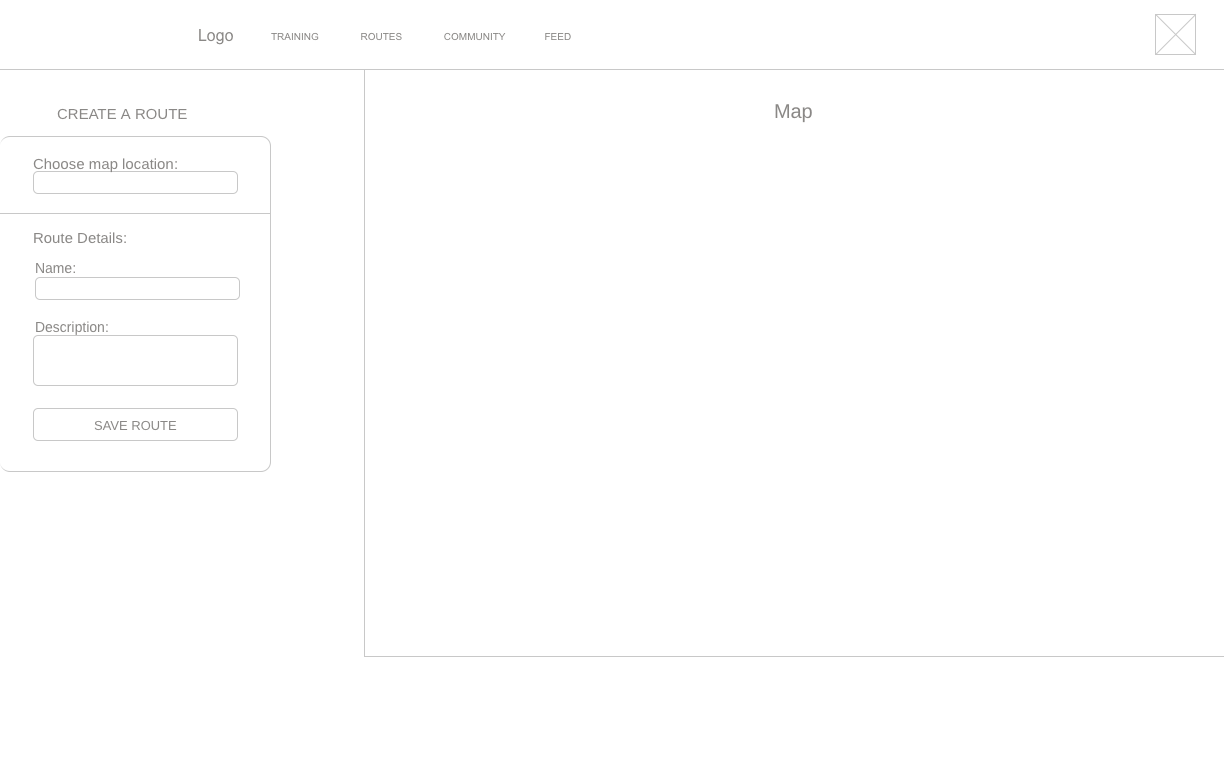 Logo
TRAINING
ROUTES
COMMUNITY
FEED
CREATE A ROUTE
Map
Choose map location:
Route Details:
Name:
Description:
SAVE ROUTE